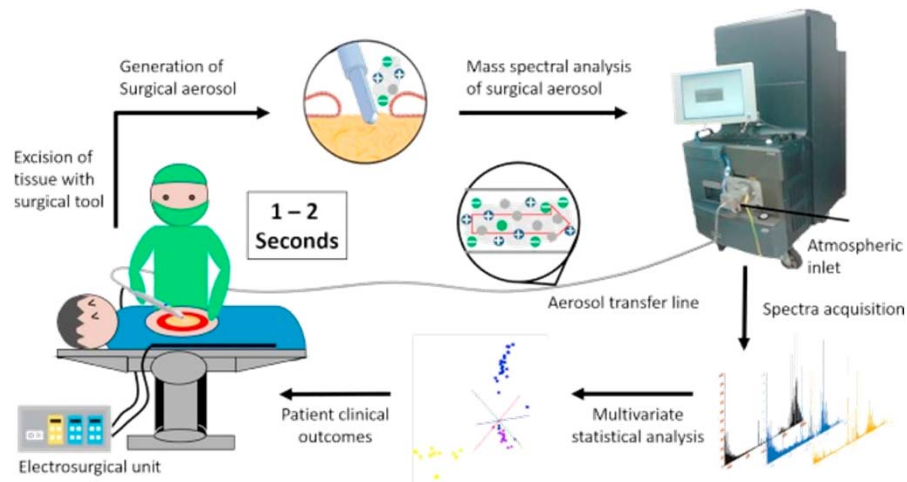 Generation of
Surgical aerosol
Mass spectral analysis
of surgical aerosol
Excision of
tissue with
surgical tool
1 – 2
Seconds
Atmospheric
inlet
Aerosol transfer line
Spectra acquisition
Patient clinical
outcomes
Multivariate
statistical analysis
Electrosurgical unit